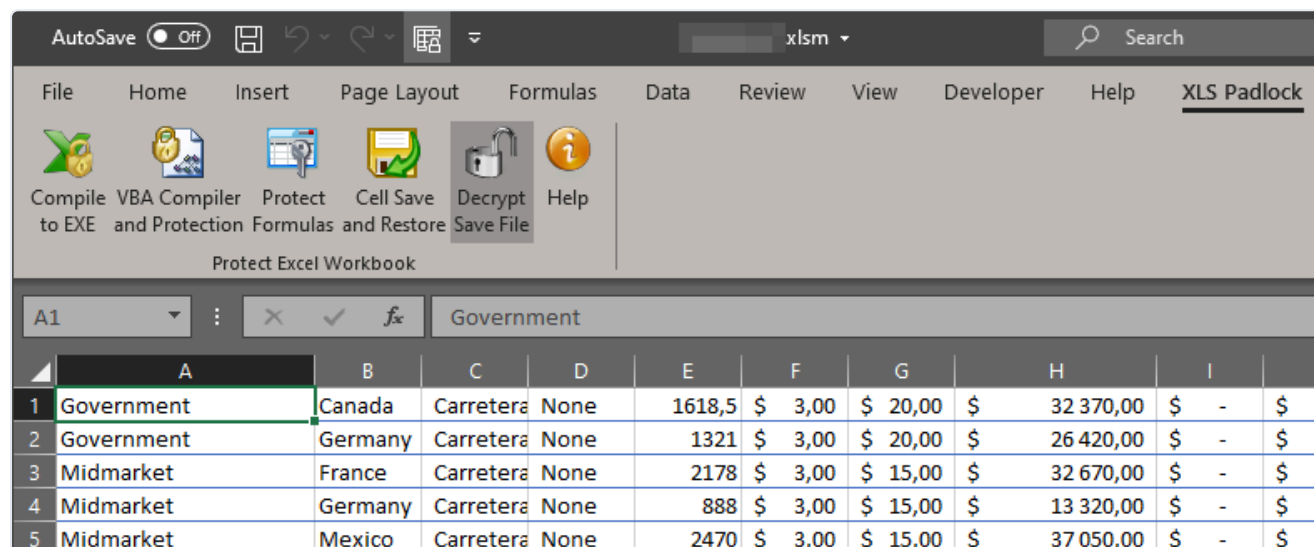 AutoSave Off xlsm Search
File Home Insert Page Layout Formulas Data Review View Developer Help XLS Padlock
Compile VBA Compiler Protect Cell Save Decrypt Help
to EXE and Protection Formulas and Restore Save File
Protect Excel Workbook
A1 fx Government
A B C D E F G H I
1 Government Canada Carretera None 1618,5 $ 3,00 $ 20,00 $ 32 370,00 $ - $
2 Government Germany Carretera None 1321 $ 3,00 $ 20,00 $ 26 420,00 $ - $
3 Midmarket France Carretera None 2178 $ 3,00 $ 15,00 $ 32 670,00 $ - $
4 Midmarket Germany Carretera None 888 $ 3,00 $ 15,00 $ 13 320,00 $ - $
5 Midmarket Mexico Carretera None 2470 $ 3,00 $ 15,00 $ 37 050,00 $ - $